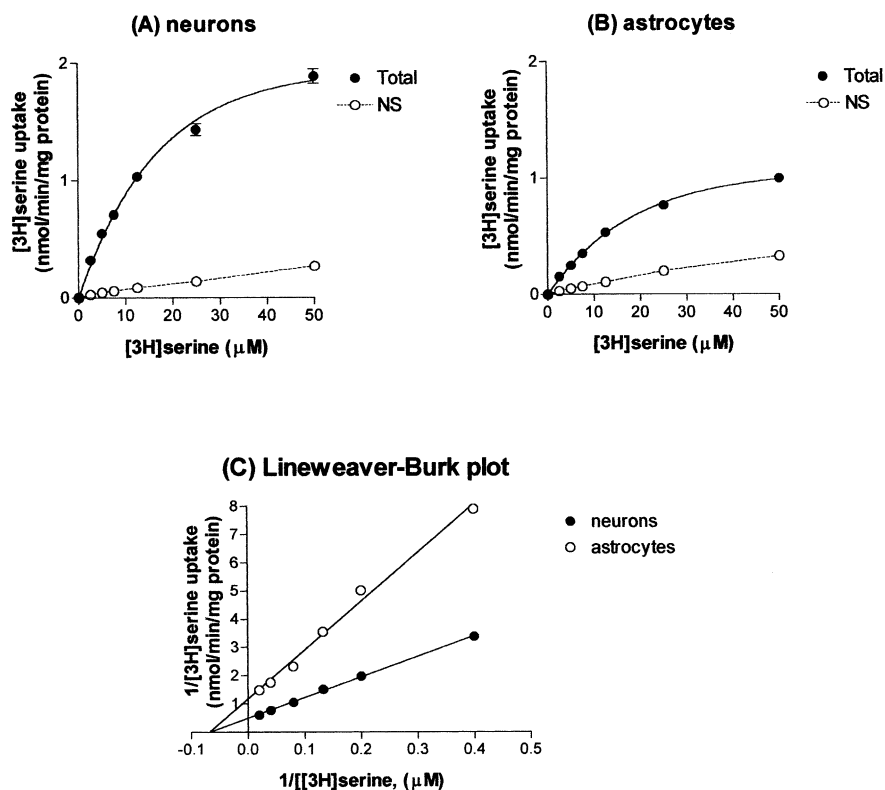 (A) neurons
[3H]serine uptake
(nmol/min/mg protein)
2
1
0
0 10 20 30 40 50
[3H]serine (μM)
Total
NS
(B) astrocytes
[3H]serine uptake
(nmol/min/mg protein)
2
1
0
0 10 20 30 40 50
[3H]serine (μM)
Total
NS
(C) Lineweaver-Burk plot
1/[3H]serine uptake
(nmol/min/mg protein)
8
7
6
5
4
3
2
1
-0.1 0.0 0.1 0.2 0.3 0.4 0.5
1/[[3H]serine, (μM)
neurons
astrocytes